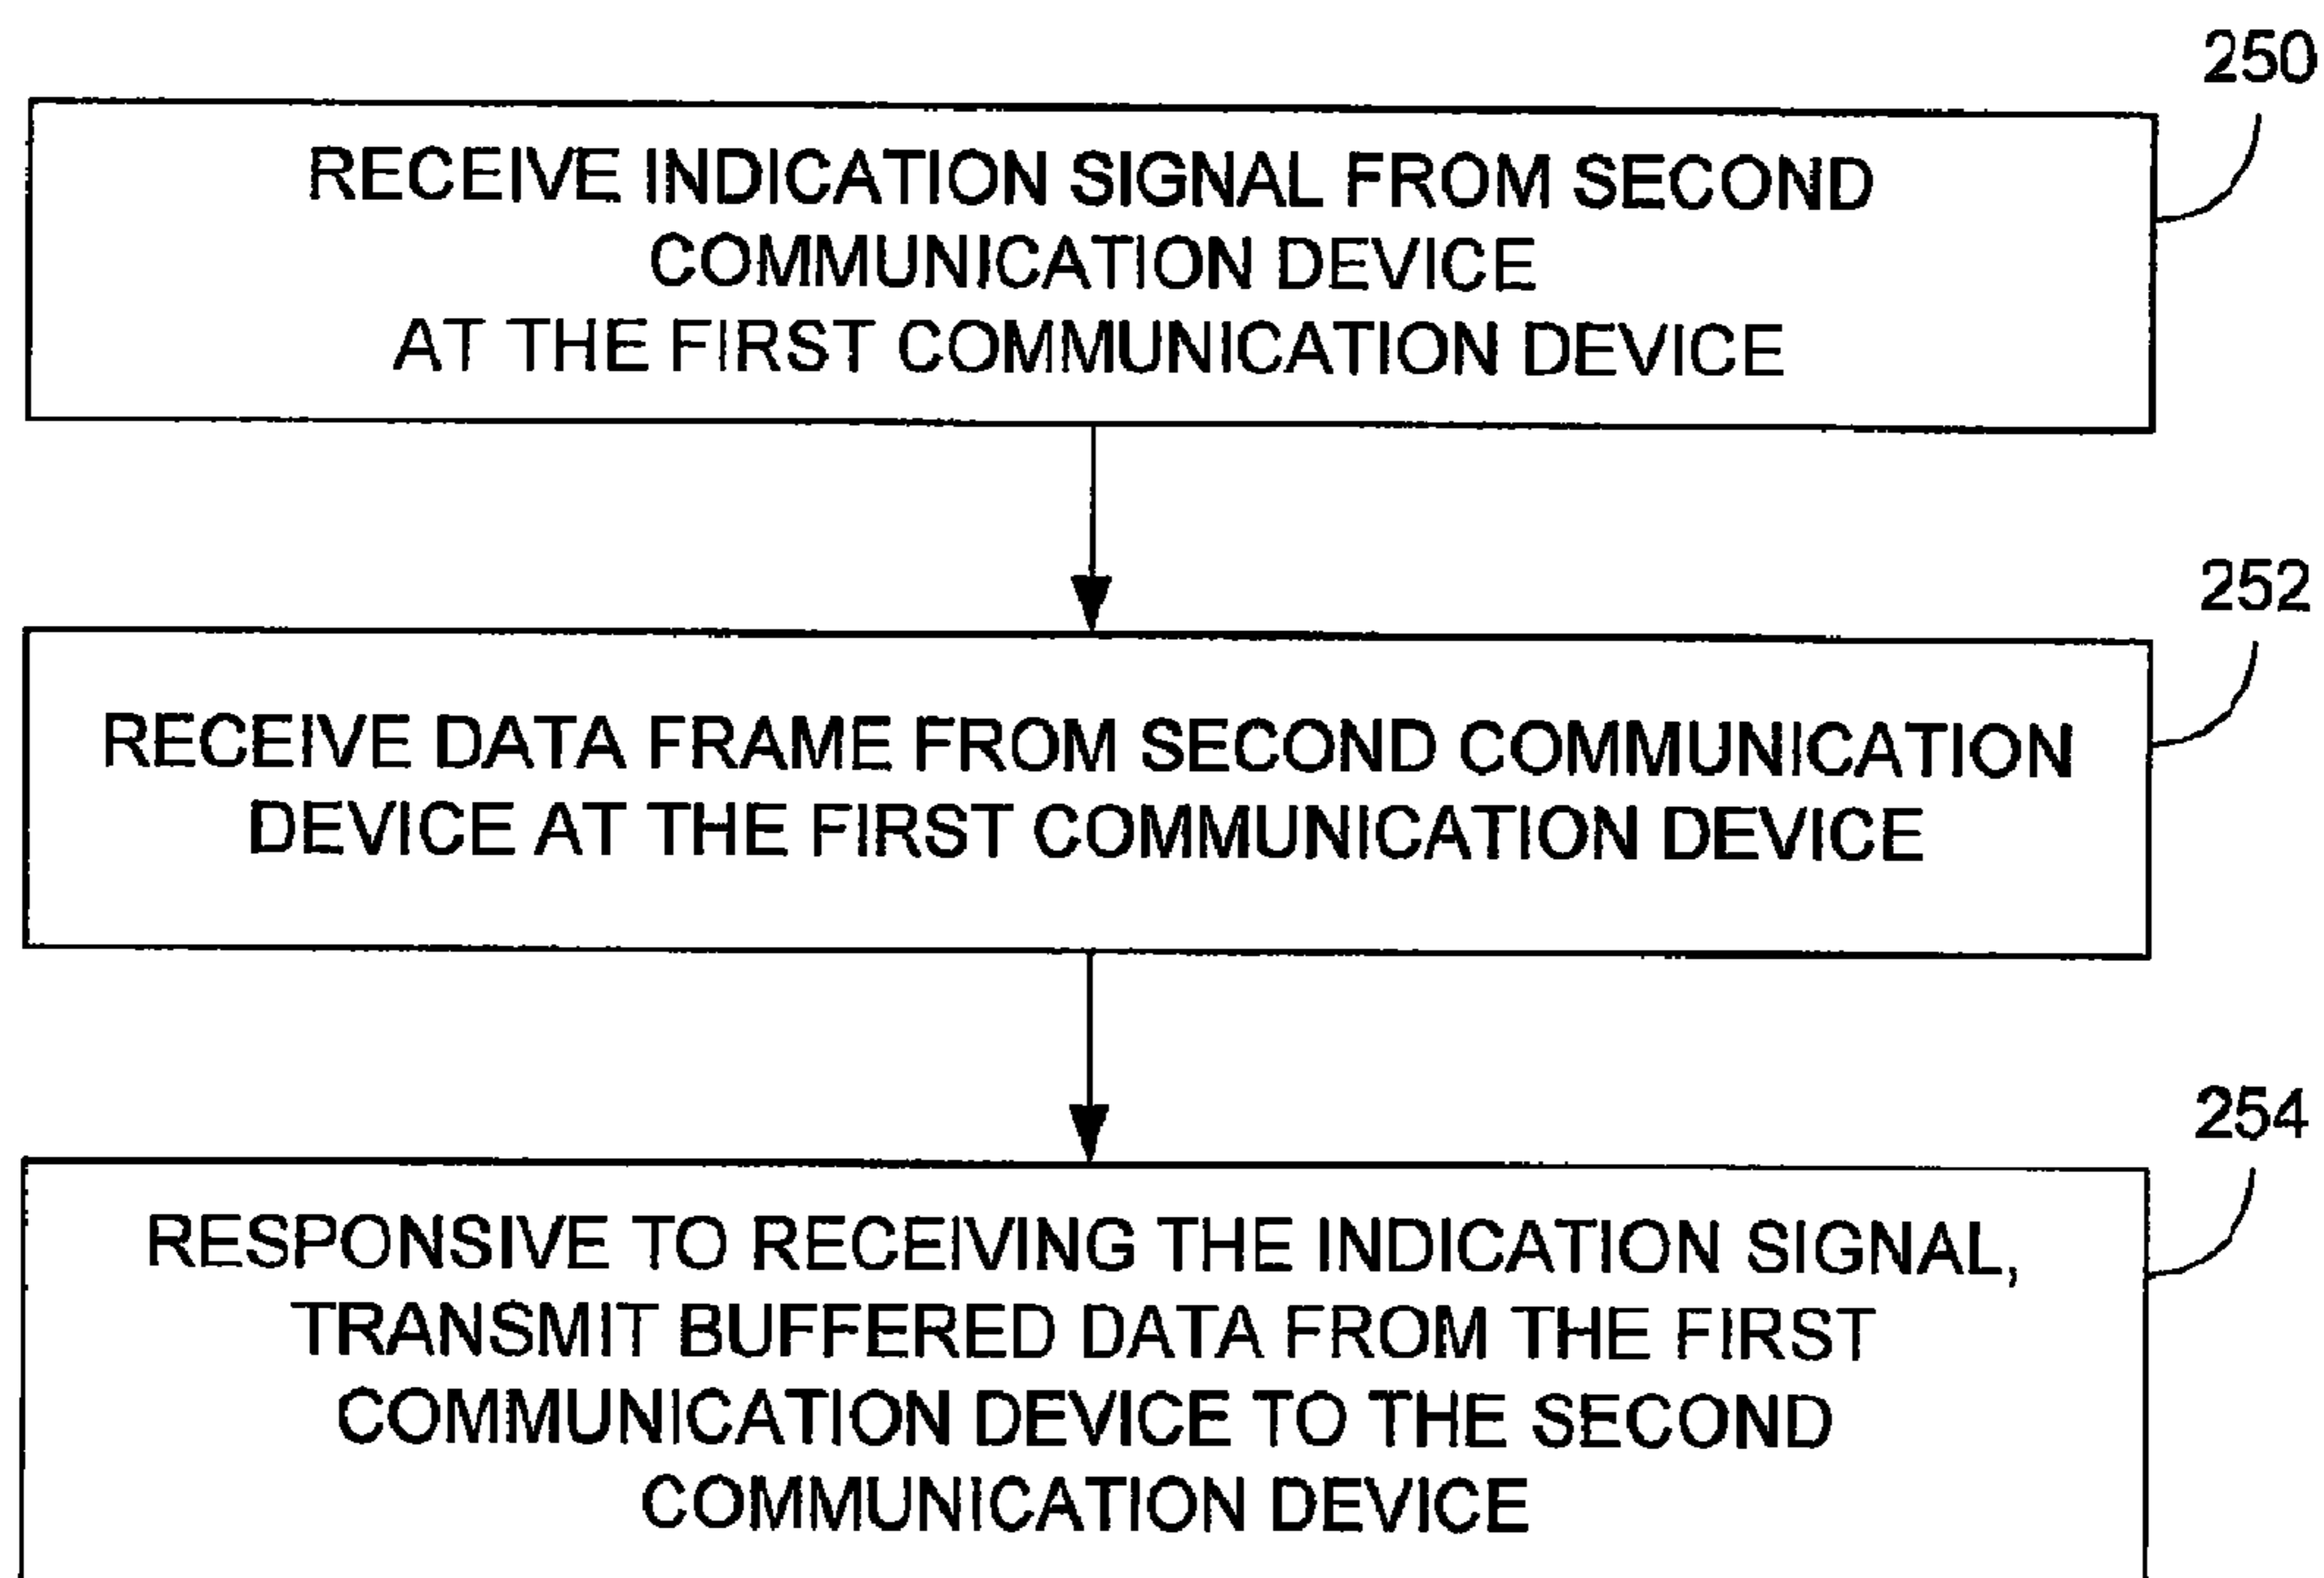 250
RECEIVE INDICATION SIGNAL FROM SECOND
COMMUNICATION DEVICE
AT THE FIRST COMMUNICATION DEVICE
252
RECEIVE DATA FRAME FROM SECOND COMMUNICATION
DEVICE AT THE FIRST COMMUNICATION DEVICE
254
RESPONSIVE TO RECEIVING THE INDICATION SIGNAL,
TRANSMIT BUFFERED DATA FROM THE FIRST
COMMUNICATION DEVICE TO THE SECOND
COMMUNICATION DEVICE